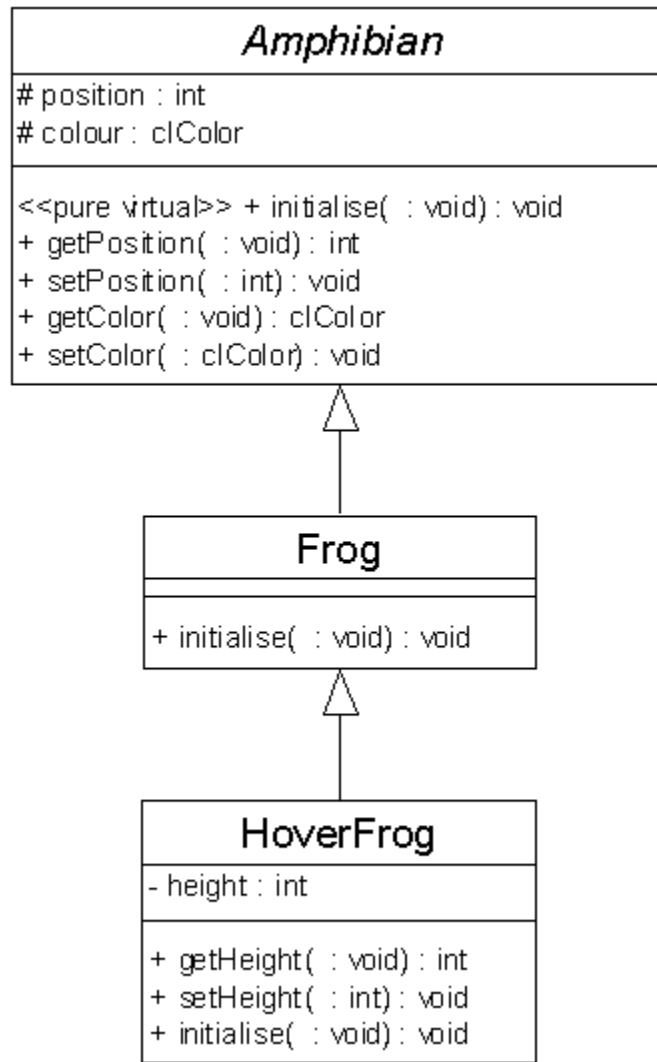 Amphibian
# position : int
# colour : clColor
<<pure virtual>> + initialise( : void) : void
+ getPosition( : void) : int
+ setPosition( : int) : void
+ getColor( : void) : clColor
+ setColor( : clColor) : void
Frog
+ initialise( : void) : void
HoverFrog
- height : int
+ getHeight( : void) : int
+ setHeight( : int) : void
+ initialise( : void) : void